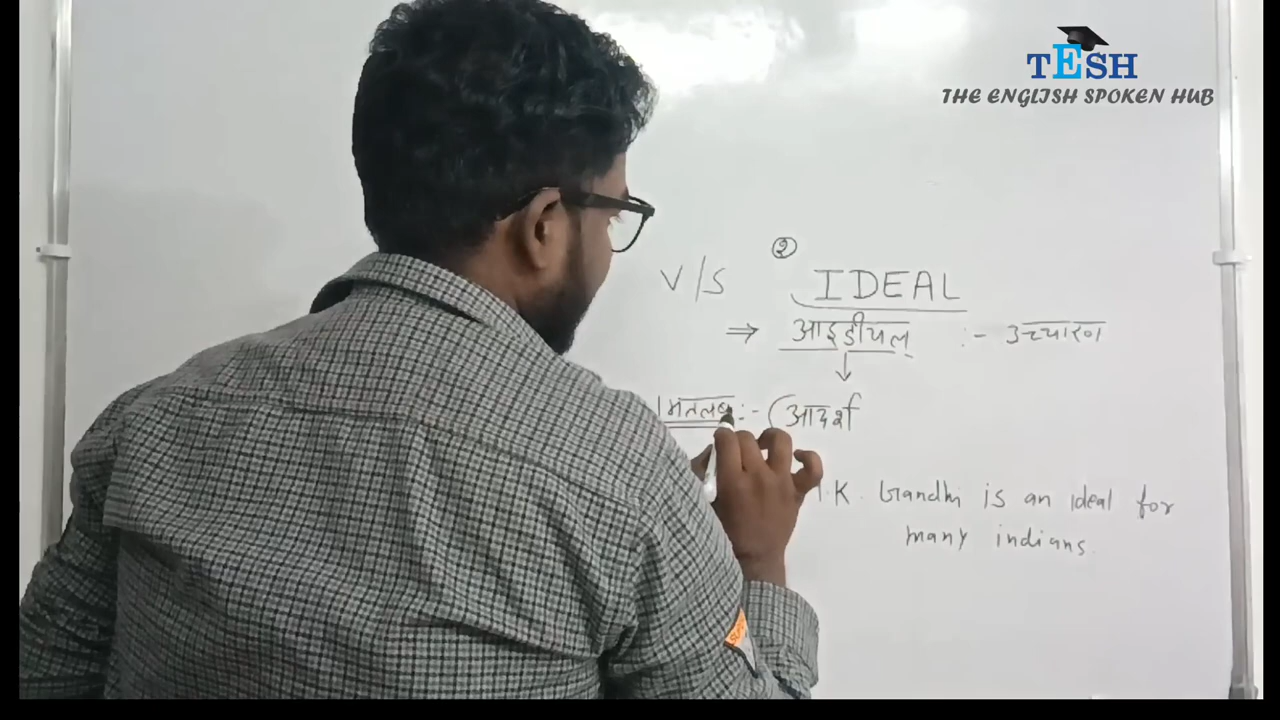 TESH
THE ENGLISH SPOKEN HUB
V/S ② IDEAL
⇒ आइडीयल :- उच्चारण
↓
मतलब :- (आदर्श
.K. Gandhi is an ideal for
many indians.